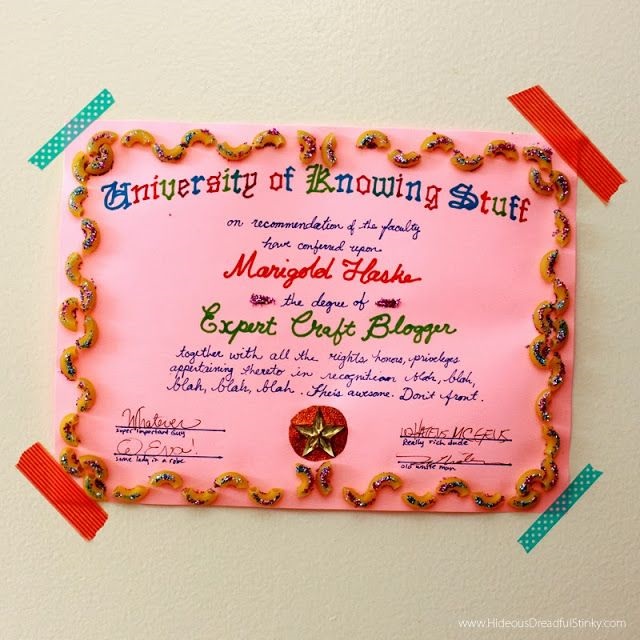 University of Knowing Stuff
on recommendation of the faculty
have conferred upon
Marigold Haske
the degree of
Expert Craft Blogger
together with all the rights honors, priveleges
appertaining thereto in recognition blah, blah,
blah, blah, blah. She's awesome. Don't front.
Whatever
super important guy
some lady in a robe
Really rich dude
old white man
www.HideousDreadfulStinky.com